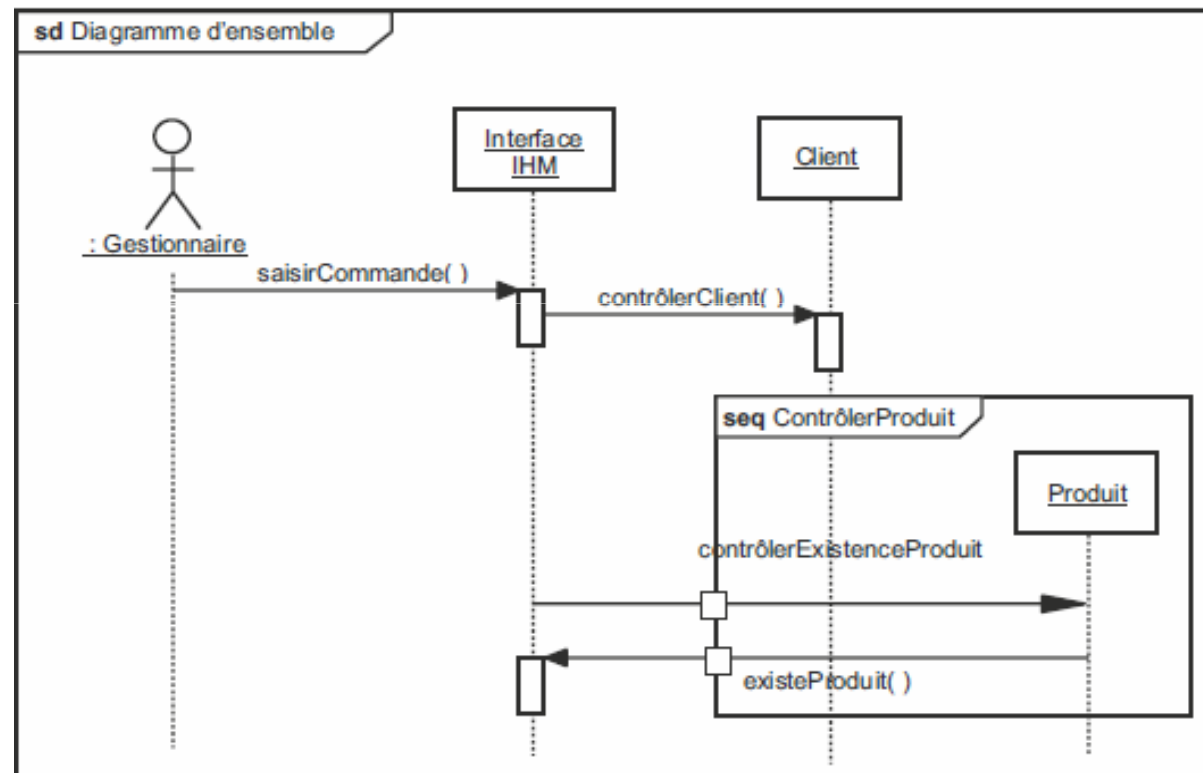 sd Diagramme d'ensemble
Interface
IHM
Client
: Gestionnaire
saisirCommande( )
contrôlerClient( )
seq ContrôlerProduit
Produit
contrôlerExistenceProduit
existeProduit( )